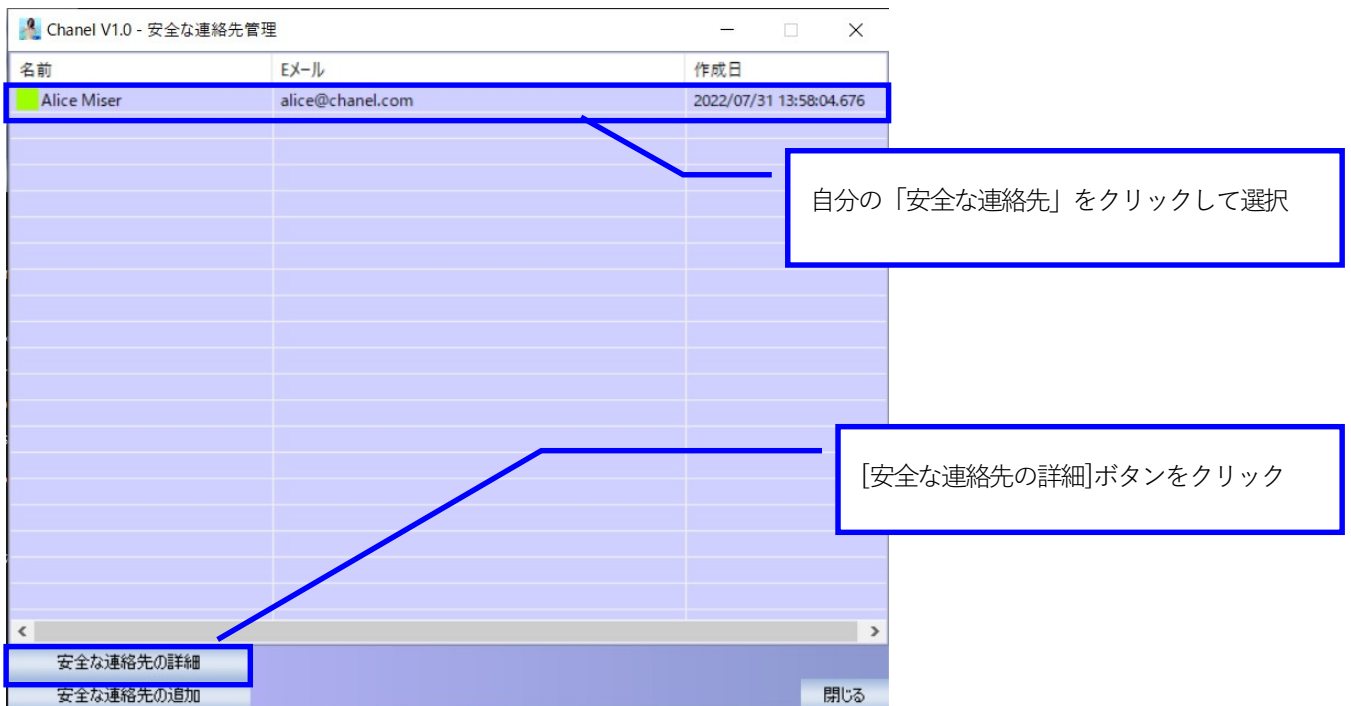 Chanel V1.0 - 安全な連絡先管理
名前 Eメール 作成日
Alice Miser alice@chanel.com 2022/07/31 13:58:04.676
自分の「安全な連絡先」をクリックして選択
[安全な連絡先の詳細]ボタンをクリック
安全な連絡先の詳細
安全な連絡先の追加 閉じる